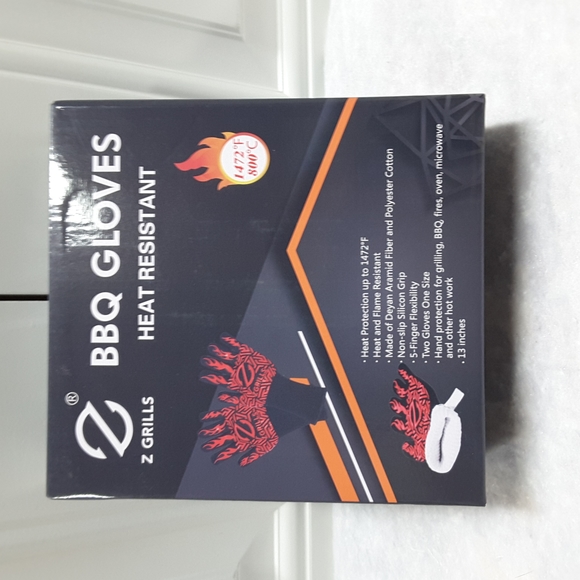 ®
Z GRILLS
BBQ GLOVES
HEAT RESISTANT
1472°F
800°C
· Heat Protection up to 1472°F
· Heat and Flame Resistant
· Made of Deyan Aramid Fiber and Polyester Cotton
· Non-slip Silicon Grip
· 5-Finger Flexibility
· Two Gloves One Size
· Hand protection for grilling, BBQ, fires, oven, microwave
and other hot work
· 13 inches